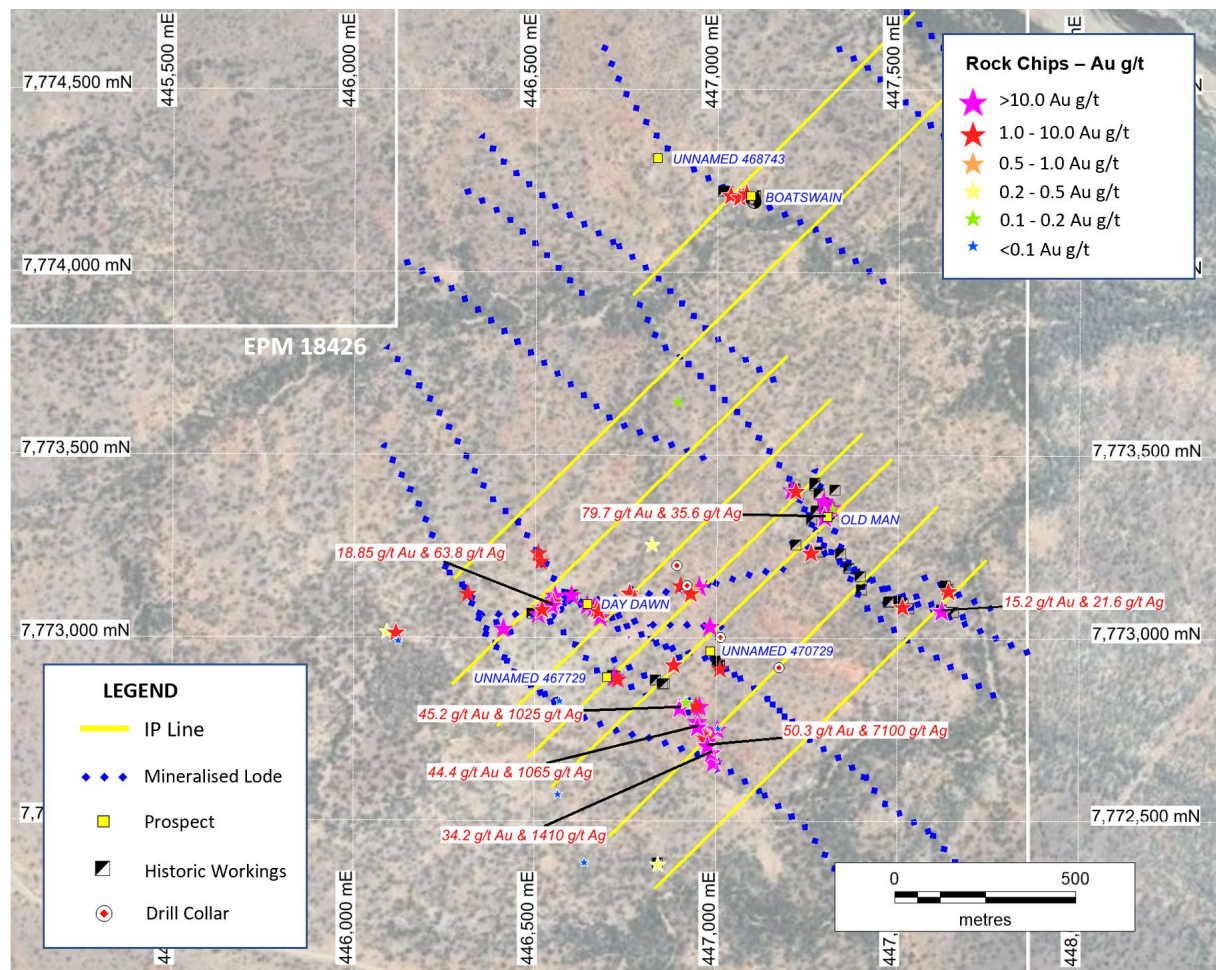 445,500 mE
446,000 mE
446,500 mE
447,000 mE
447,500 mE
mE
7,774,500 mN
N
Rock Chips – Au g/t
>10.0 Au g/t
1.0 - 10.0 Au g/t
0.5 - 1.0 Au g/t
0.2 - 0.5 Au g/t
0.1 - 0.2 Au g/t
<0.1 Au g/t
UNNAMED 468743
BOATSWAIN
7,774,000 mN
N
EPM 18426
7,773,500 mN
7,773,500 mN
79.7 g/t Au & 35.6 g/t Ag
OLD MAN
18.85 g/t Au & 63.8 g/t Ag
DAY DAWN
15.2 g/t Au & 21.6 g/t Ag
7,773,000 mN
7,773,000 mN
UNNAMED 470729
UNNAMED 467729
45.2 g/t Au & 1025 g/t Ag
50.3 g/t Au & 7100 g/t Ag
44.4 g/t Au & 1065 g/t Ag
34.2 g/t Au & 1410 g/t Ag
7,7
7,772,500 mN
LEGEND
IP Line
Mineralised Lode
Prospect
Historic Workings
Drill Collar
0 500
metres
44
446,000 mE
446,500 mE
447,000 mE
447,
448,